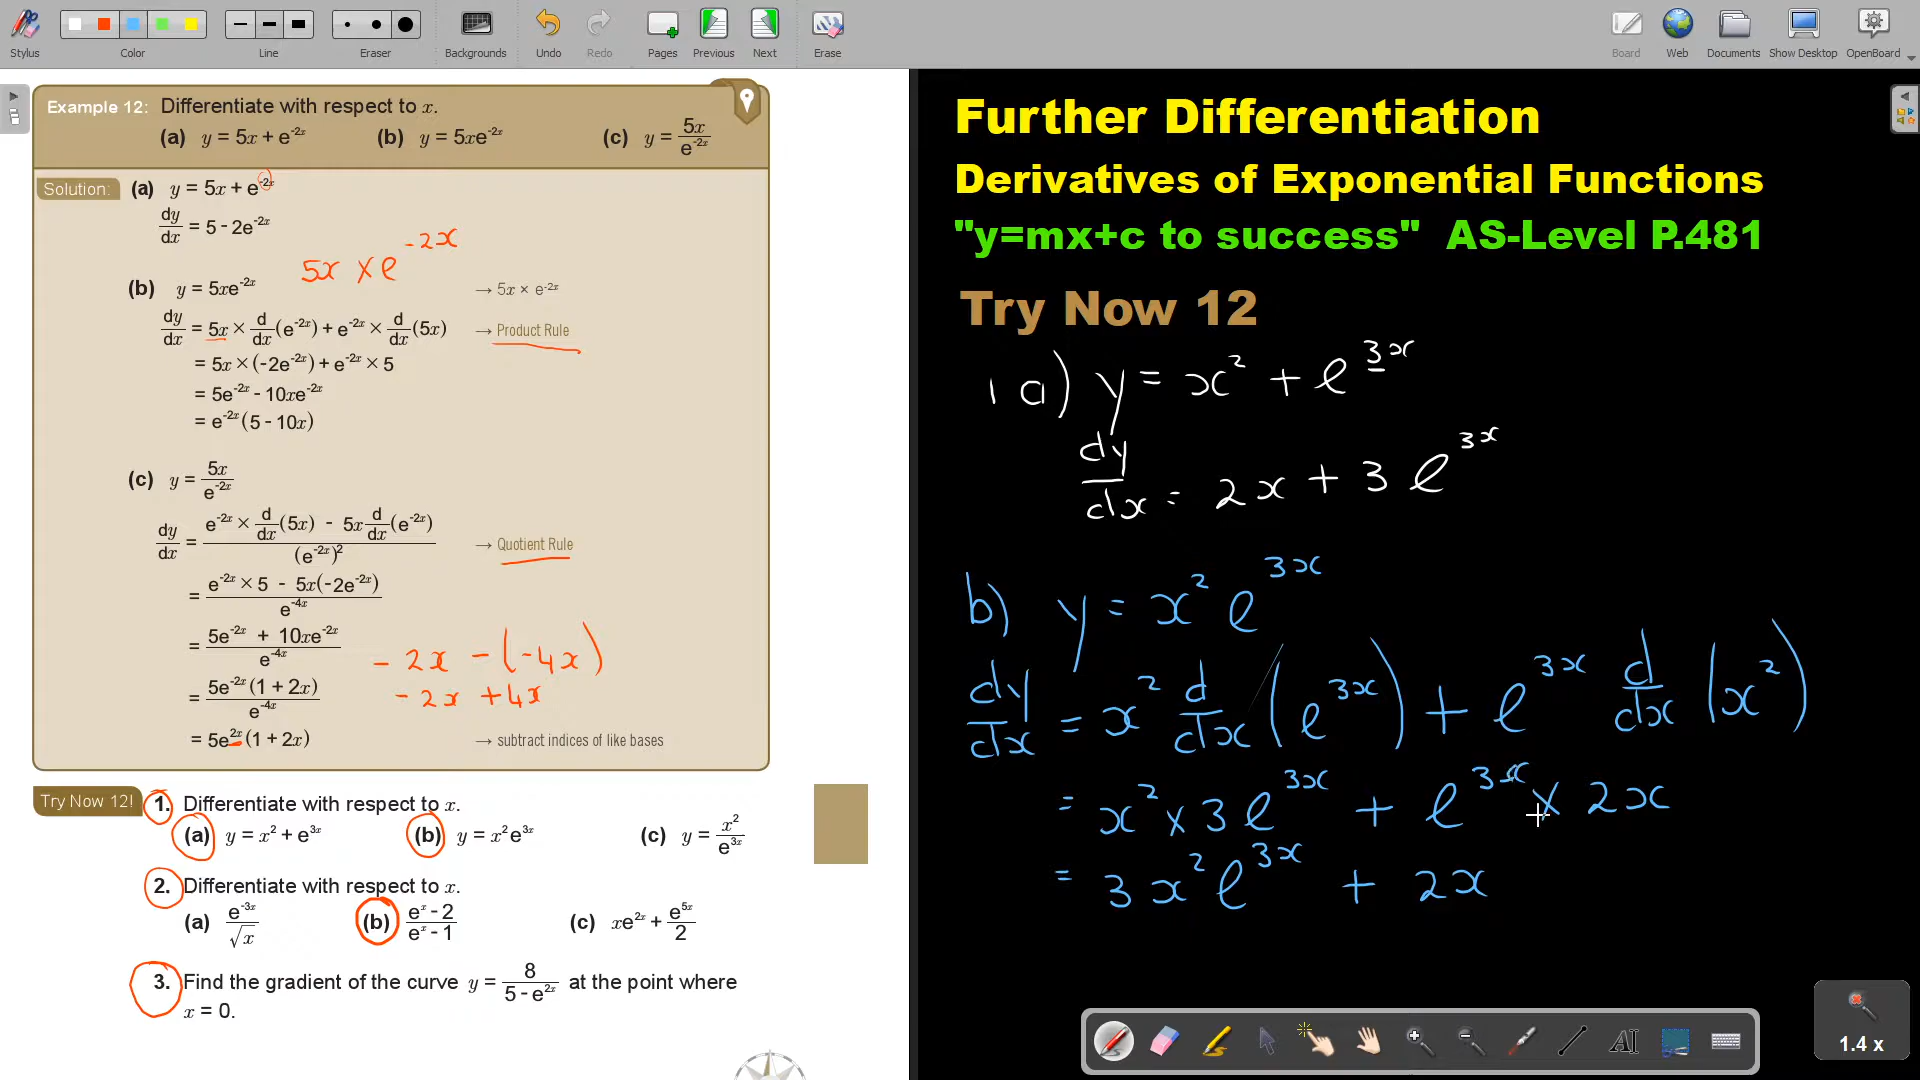 Stylus Color Line Eraser Backgrounds Undo Redo Pages Previous Next Erase Board Web Documents Show Desktop OpenBoard
Example 12: Differentiate with respect to x.
(a) y = 5x + e^-2x (b) y = 5xe^-2x (c) y = 5x/e^-2x
Solution: (a) y = 5x + e^-2x
dy/dx = 5 - 2e^-2x
5x × e^-2x
(b) y = 5xe^-2x → 5x × e^-2x
dy/dx = 5x × d/dx(e^-2x) + e^-2x × d/dx(5x) → Product Rule
= 5x × (-2e^-2x) + e^-2x × 5
= 5e^-2x - 10xe^-2x
= e^-2x(5 - 10x)
(c) y = 5x/e^-2x
dy/dx = (e^-2x × d/dx(5x) - 5x d/dx(e^-2x))/(e^-2x)^2 → Quotient Rule
= (e^-2x × 5 - 5x(-2e^-2x))/e^-4x
= (5e^-2x + 10xe^-2x)/e^-4x
- 2x - (-4x)
= 5e^-2x(1 + 2x)/e^-4x
- 2x + 4x
= 5e^2x(1 + 2x) → subtract indices of like bases
Try Now 12! 1. Differentiate with respect to x.
(a) y = x^2 + e^3x (b) y = x^2e^3x (c) y = x^2/e^3x
2. Differentiate with respect to x.
(a) e^-3x/√x (b) (e^x - 2)/(e^x - 1) (c) xe^2x + e^5x/2
3. Find the gradient of the curve y = 8/(5 - e^2x) at the point where
x = 0.
Further Differentiation
Derivatives of Exponential Functions
"y=mx+c to success" AS-Level P.481
Try Now 12
1 a) y = x^2 + e^3x
dy/dx = 2x + 3 e^3x
b) y = x^2 e^3x
dy/dx = x^2 d/dx (e^3x) + e^3x d/dx (x^2)
= x^2 × 3 e^3x + e^3x × 2x
= 3 x^2 e^3x + 2x
1.4 x